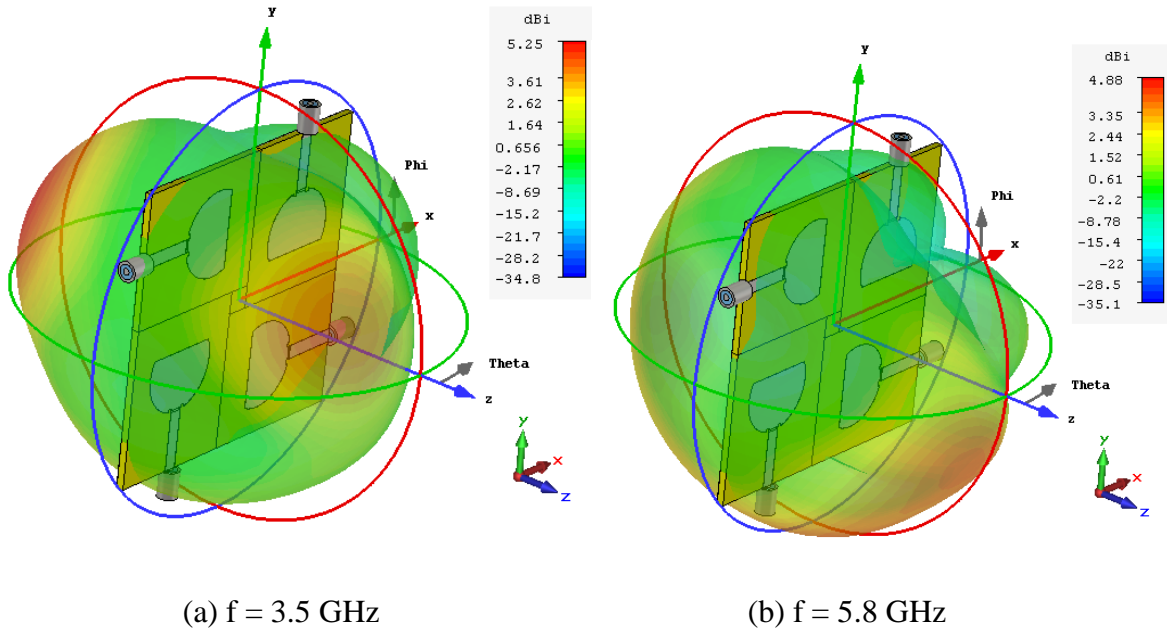 dBi
5.25
3.61
2.62
1.64
0.656
-2.17
-8.69
-15.2
-21.7
-28.2
-34.8
y
Phi
x
Theta
z
y
x
z
(a) f = 3.5 GHz
dBi
4.88
3.35
2.44
1.52
0.61
-2.2
-8.78
-15.4
-22
-28.5
-35.1
y
Phi
x
Theta
z
y
x
z
(b) f = 5.8 GHz